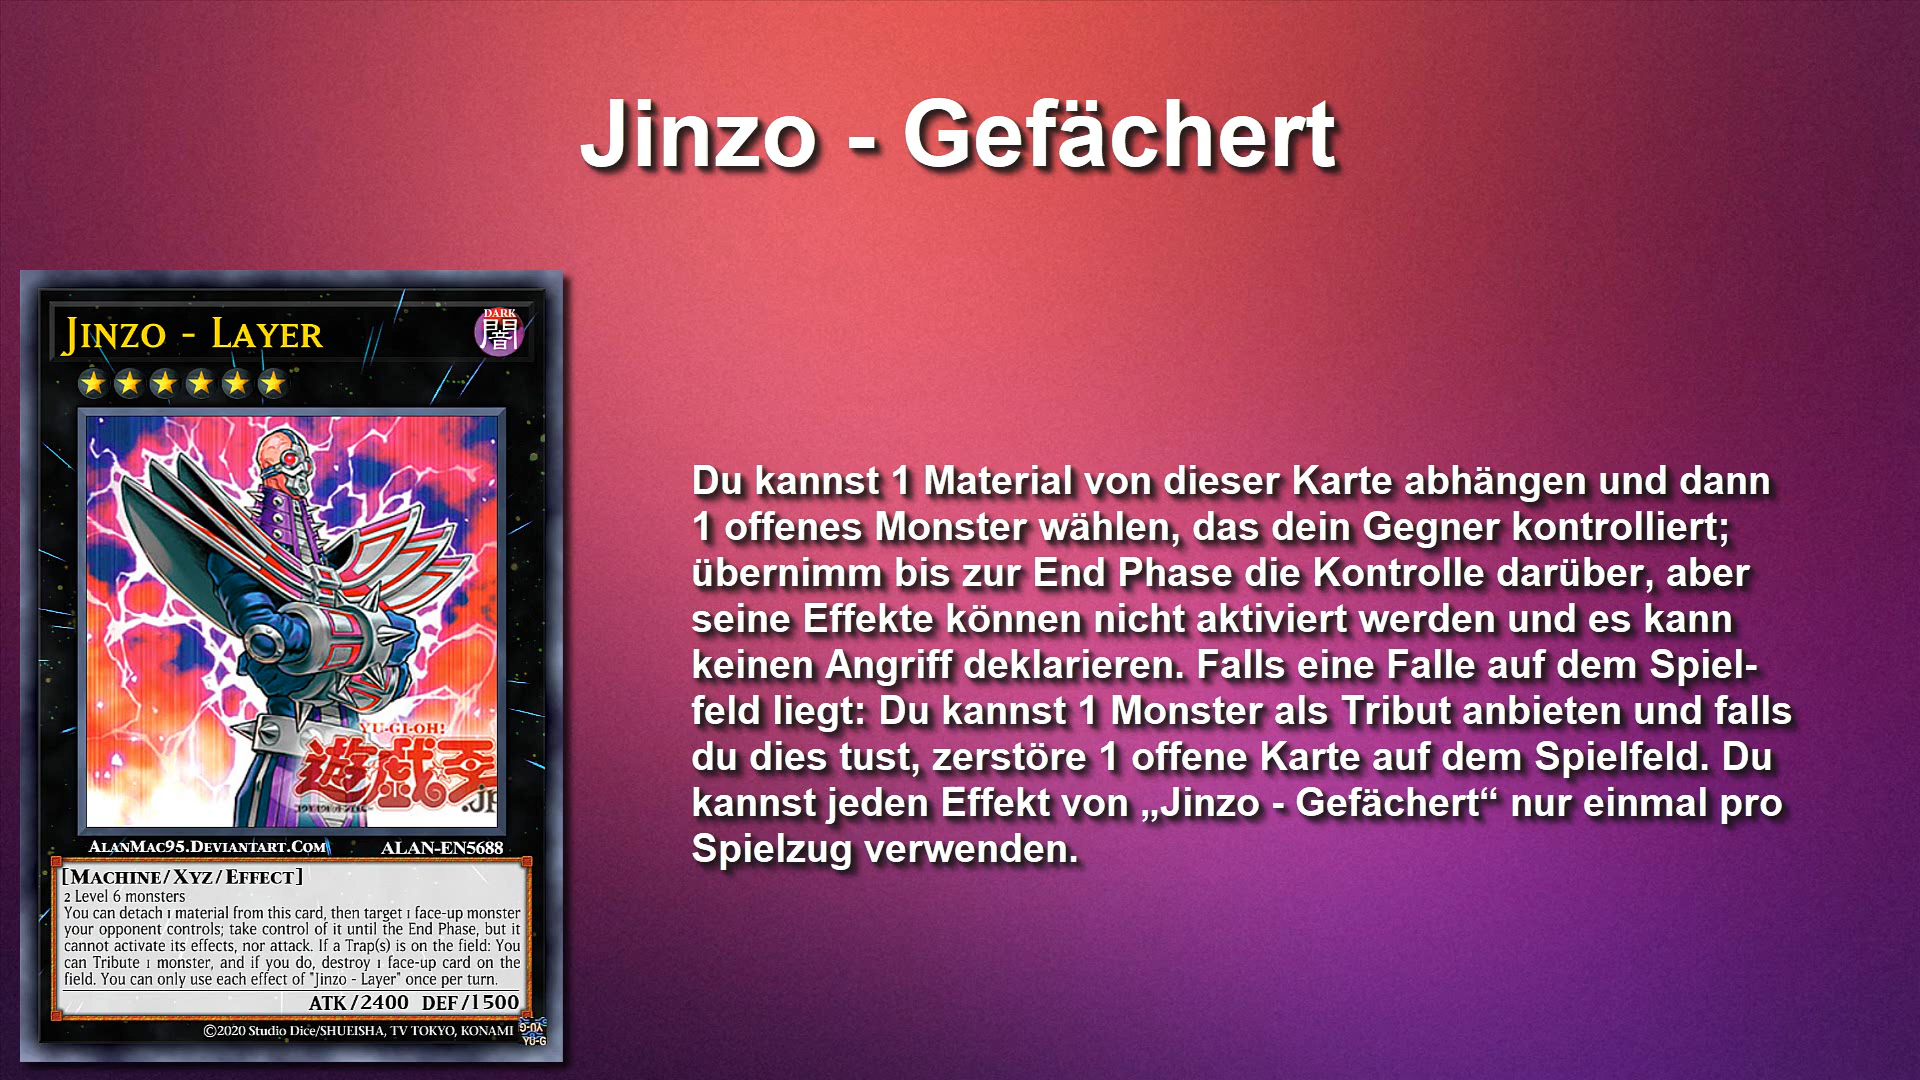 Jinzo - Gefächert
Jinzo - Layer
DARK
闇
YU-GI-OH!
遊戯王
.JP
AlanMac95.Deviantart.Com
ALAN-EN5688
[Machine/Xyz/Effect]
2 Level 6 monsters
You can detach 1 material from this card, then target 1 face-up monster
your opponent controls; take control of it until the End Phase, but it
cannot activate its effects, nor attack. If a Trap(s) is on the field: You
can Tribute 1 monster, and if you do, destroy 1 face-up card on the
field. You can only use each effect of "Jinzo - Layer" once per turn.
ATK/2400 DEF/1500
©2020 Studio Dice/SHUEISHA, TV TOKYO, KONAMI
Du kannst 1 Material von dieser Karte abhängen und dann
1 offenes Monster wählen, das dein Gegner kontrolliert;
übernimm bis zur End Phase die Kontrolle darüber, aber
seine Effekte können nicht aktiviert werden und es kann
keinen Angriff deklarieren. Falls eine Falle auf dem Spiel-
feld liegt: Du kannst 1 Monster als Tribut anbieten und falls
du dies tust, zerstöre 1 offene Karte auf dem Spielfeld. Du
kannst jeden Effekt von „Jinzo - Gefächert“ nur einmal pro
Spielzug verwenden.